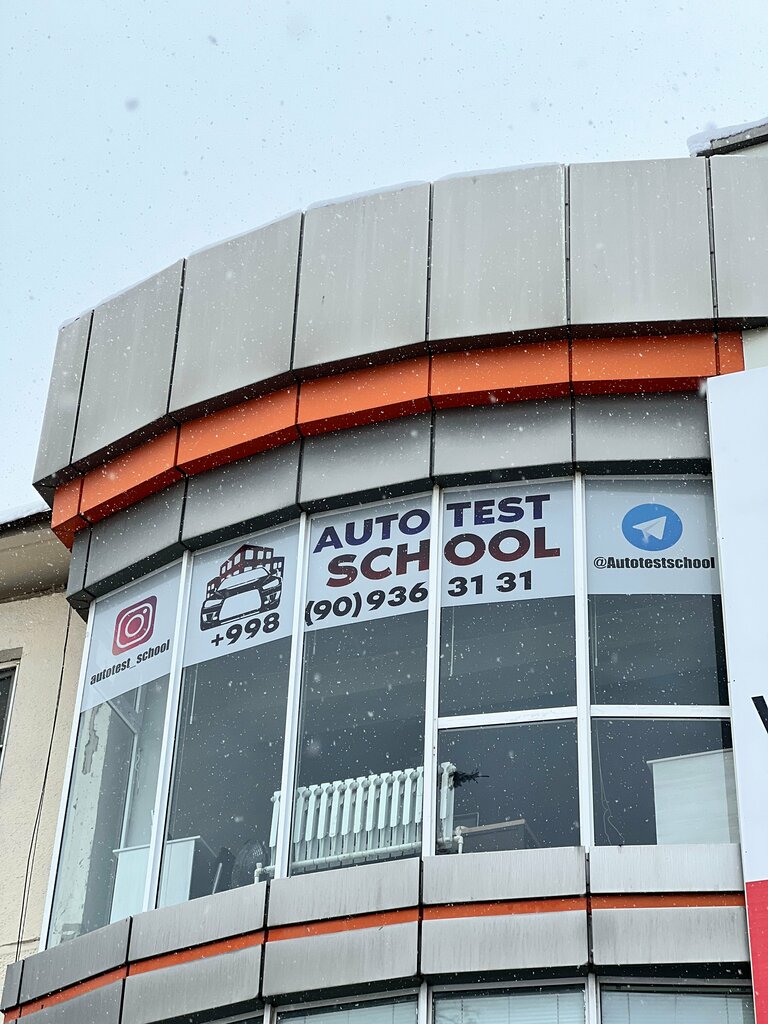 AUTO TEST
SCHOOL
+998 (90) 936 31 31
autotest_school
@Autotestschool